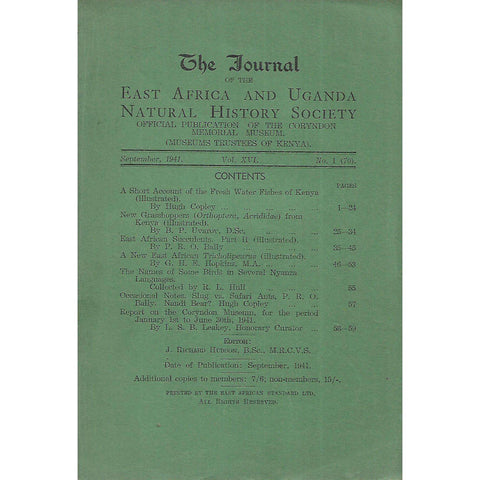 The Journal
OF THE
EAST AFRICA AND UGANDA
NATURAL HISTORY SOCIETY
OFFICIAL PUBLICATION OF THE CORYNDON
MEMORIAL MUSEUM.
(MUSEUMS TRUSTEES OF KENYA).
September, 1941. Vol. XVI. No. 1 (70).
CONTENTS
PAGES
A Short Account of the Fresh Water Fishes of Kenya
(Illustrated).
By Hugh Copley ... ... ... ... 1—24
New Grasshoppers (Orthoptera, Acrididae) from
Kenya (Illustrated).
By B. P. Uvarov, D.Sc. ... ... ... 25—34
East African Succulents. Part II (Illustrated).
By P. R. O. Bally ... ... ... ... 35—45
A New East African Tricholipeurus (Illustrated).
By G. H. E. Hopkins, M.A. ... ... ... 46—53
The Names of Some Birds in Several Nyanza
Languages.
Collected by R. L. Hull ... ... ... 55
Occasional Notes: Slug vs. Safari Ants, P. R. O.
Bally. Nandi Bear? Hugh Copley ... ... 57
Report on the Coryndon Museum, for the period
January 1st to June 30th, 1941.
By L. S. B. Leakey, Honorary Curator ... 58—59
EDITOR:
J. RICHARD HUDSON, B.Sc., M.R.C.V.S.
Date of Publication: September, 1941.
Additional copies to members: 7/6; non-members, 15/-.
PRINTED BY THE EAST AFRICAN STANDARD LTD.
ALL RIGHTS RESERVED.